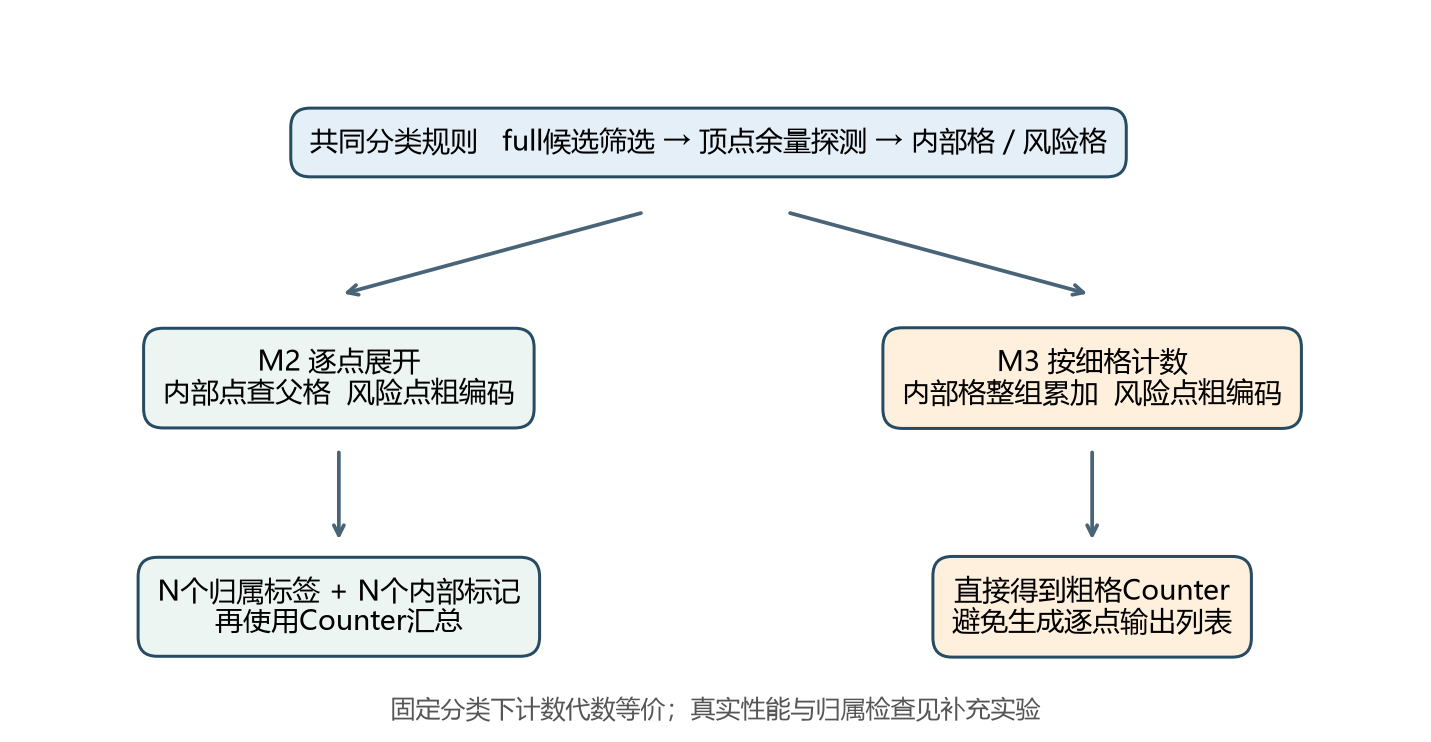 共同分类规则 full候选筛选 → 顶点余量探测 → 内部格 / 风险格
M2 逐点展开
内部点查父格 风险点粗编码
M3 按细格计数
内部格整组累加 风险点粗编码
N个归属标签 + N个内部标记
再使用Counter汇总
直接得到粗格Counter
避免生成逐点输出列表
固定分类下计数代数等价；真实性能与归属检查见补充实验